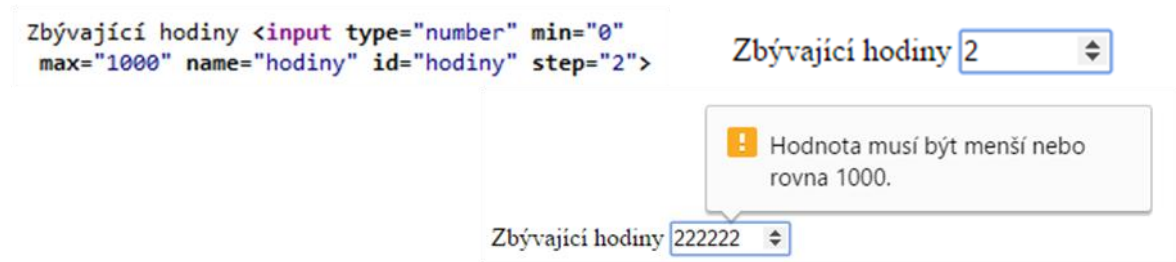 Zbývající hodiny <input type="number" min="0"
max="1000" name="hodiny" id="hodiny" step="2">
Zbývající hodiny 2
Hodnota musí být menší nebo
rovna 1000.
Zbývající hodiny 222222